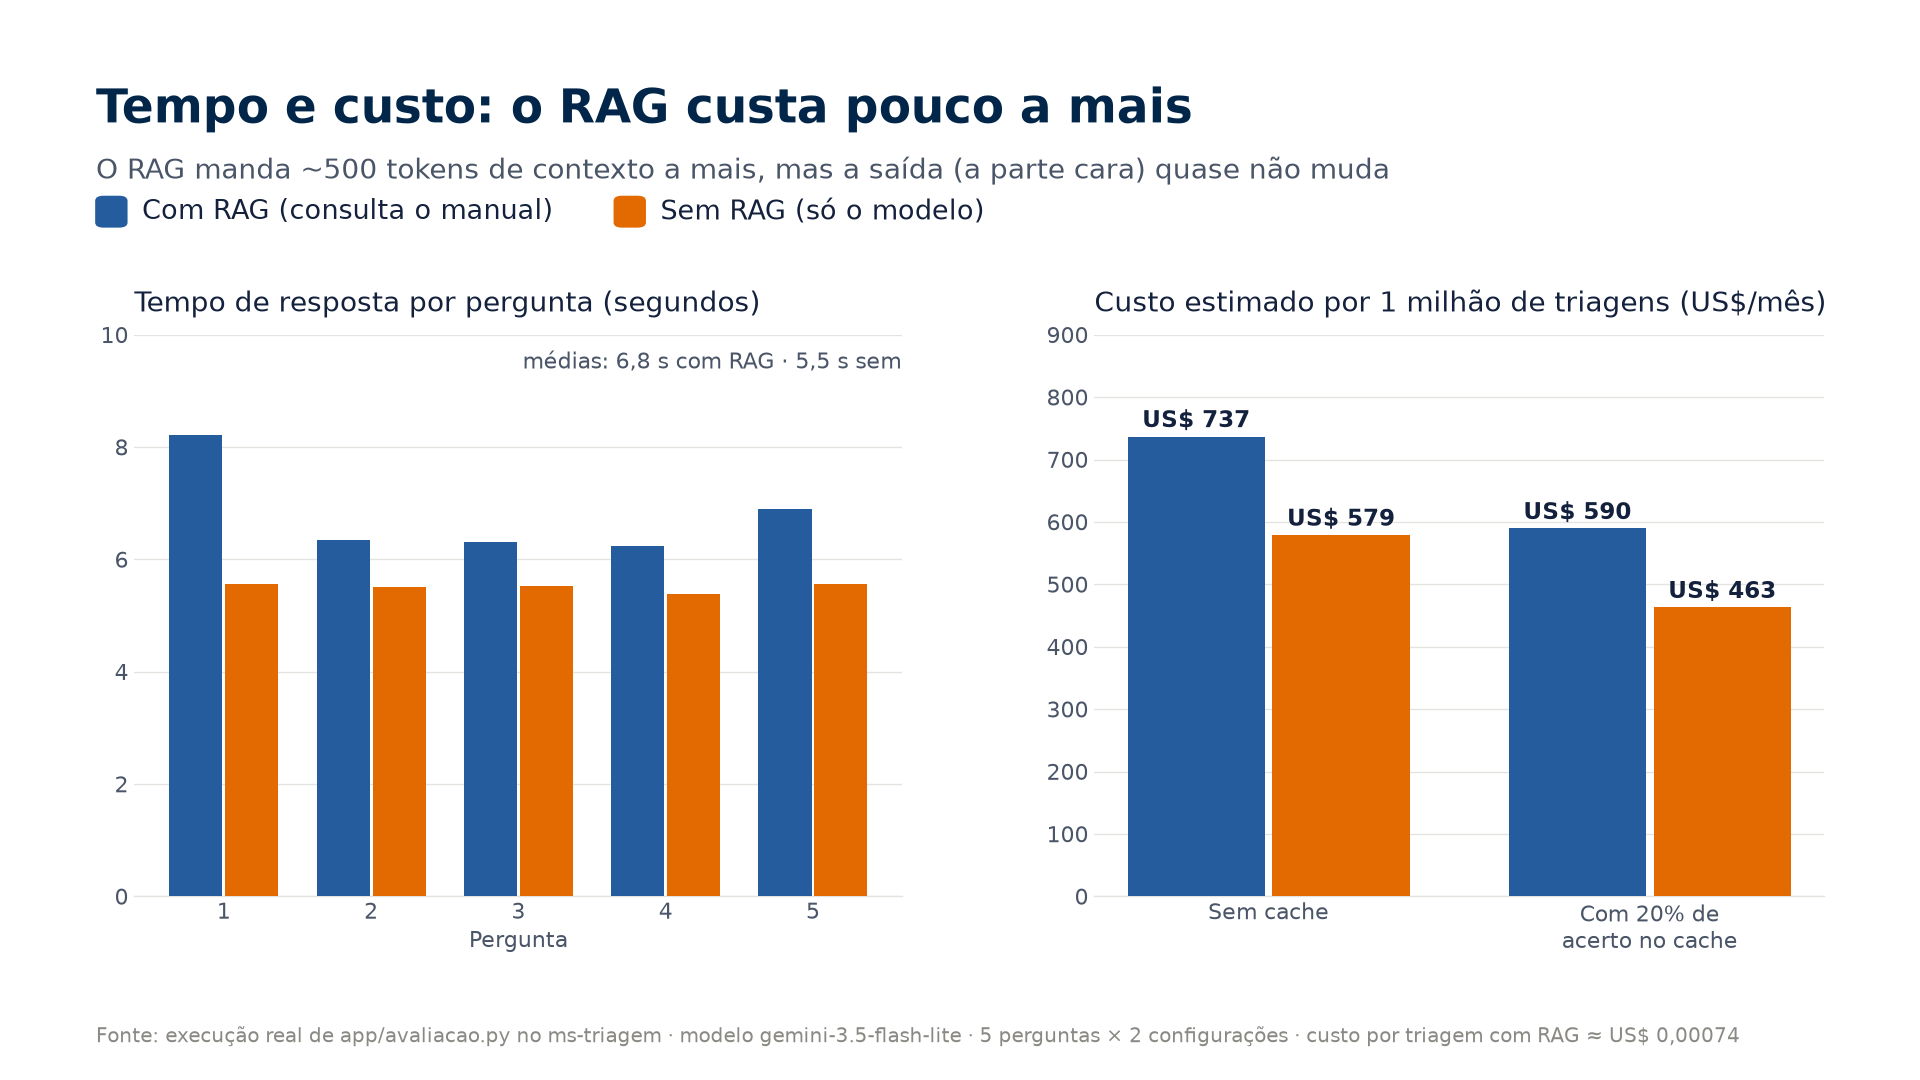 Tempo e custo: o RAG custa pouco a mais
O RAG manda ~500 tokens de contexto a mais, mas a saída (a parte cara) quase não muda
Com RAG (consulta o manual)
Sem RAG (só o modelo)
Tempo de resposta por pergunta (segundos)
10
médias: 6,8 s com RAG · 5,5 s sem
8
6
4
2
0
1
2
3
4
5
Pergunta
Custo estimado por 1 milhão de triagens (US$/mês)
900
800
700
600
500
400
300
200
100
0
US$ 737
US$ 579
US$ 590
US$ 463
Sem cache
Com 20% de
acerto no cache
Fonte: execução real de app/avaliacao.py no ms-triagem · modelo gemini-3.5-flash-lite · 5 perguntas × 2 configurações · custo por triagem com RAG ≈ US$ 0,00074